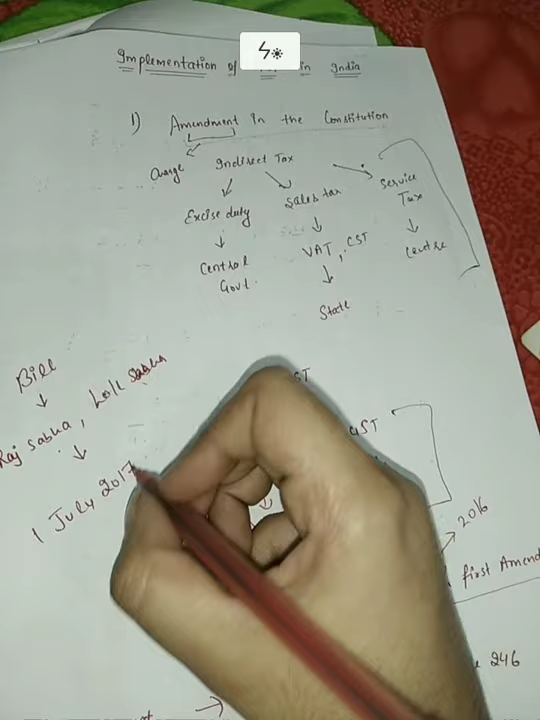 Implementation of in India
1) Amendment in the Constitution
Change
Indirect Tax
Excise duty
Sales tax
Service Tax
Central Govt.
VAT, CST
Centre
State
Bill
Raj sabha, Lok sabha
1 July 2017
ST
GST
2016
first Amend
246